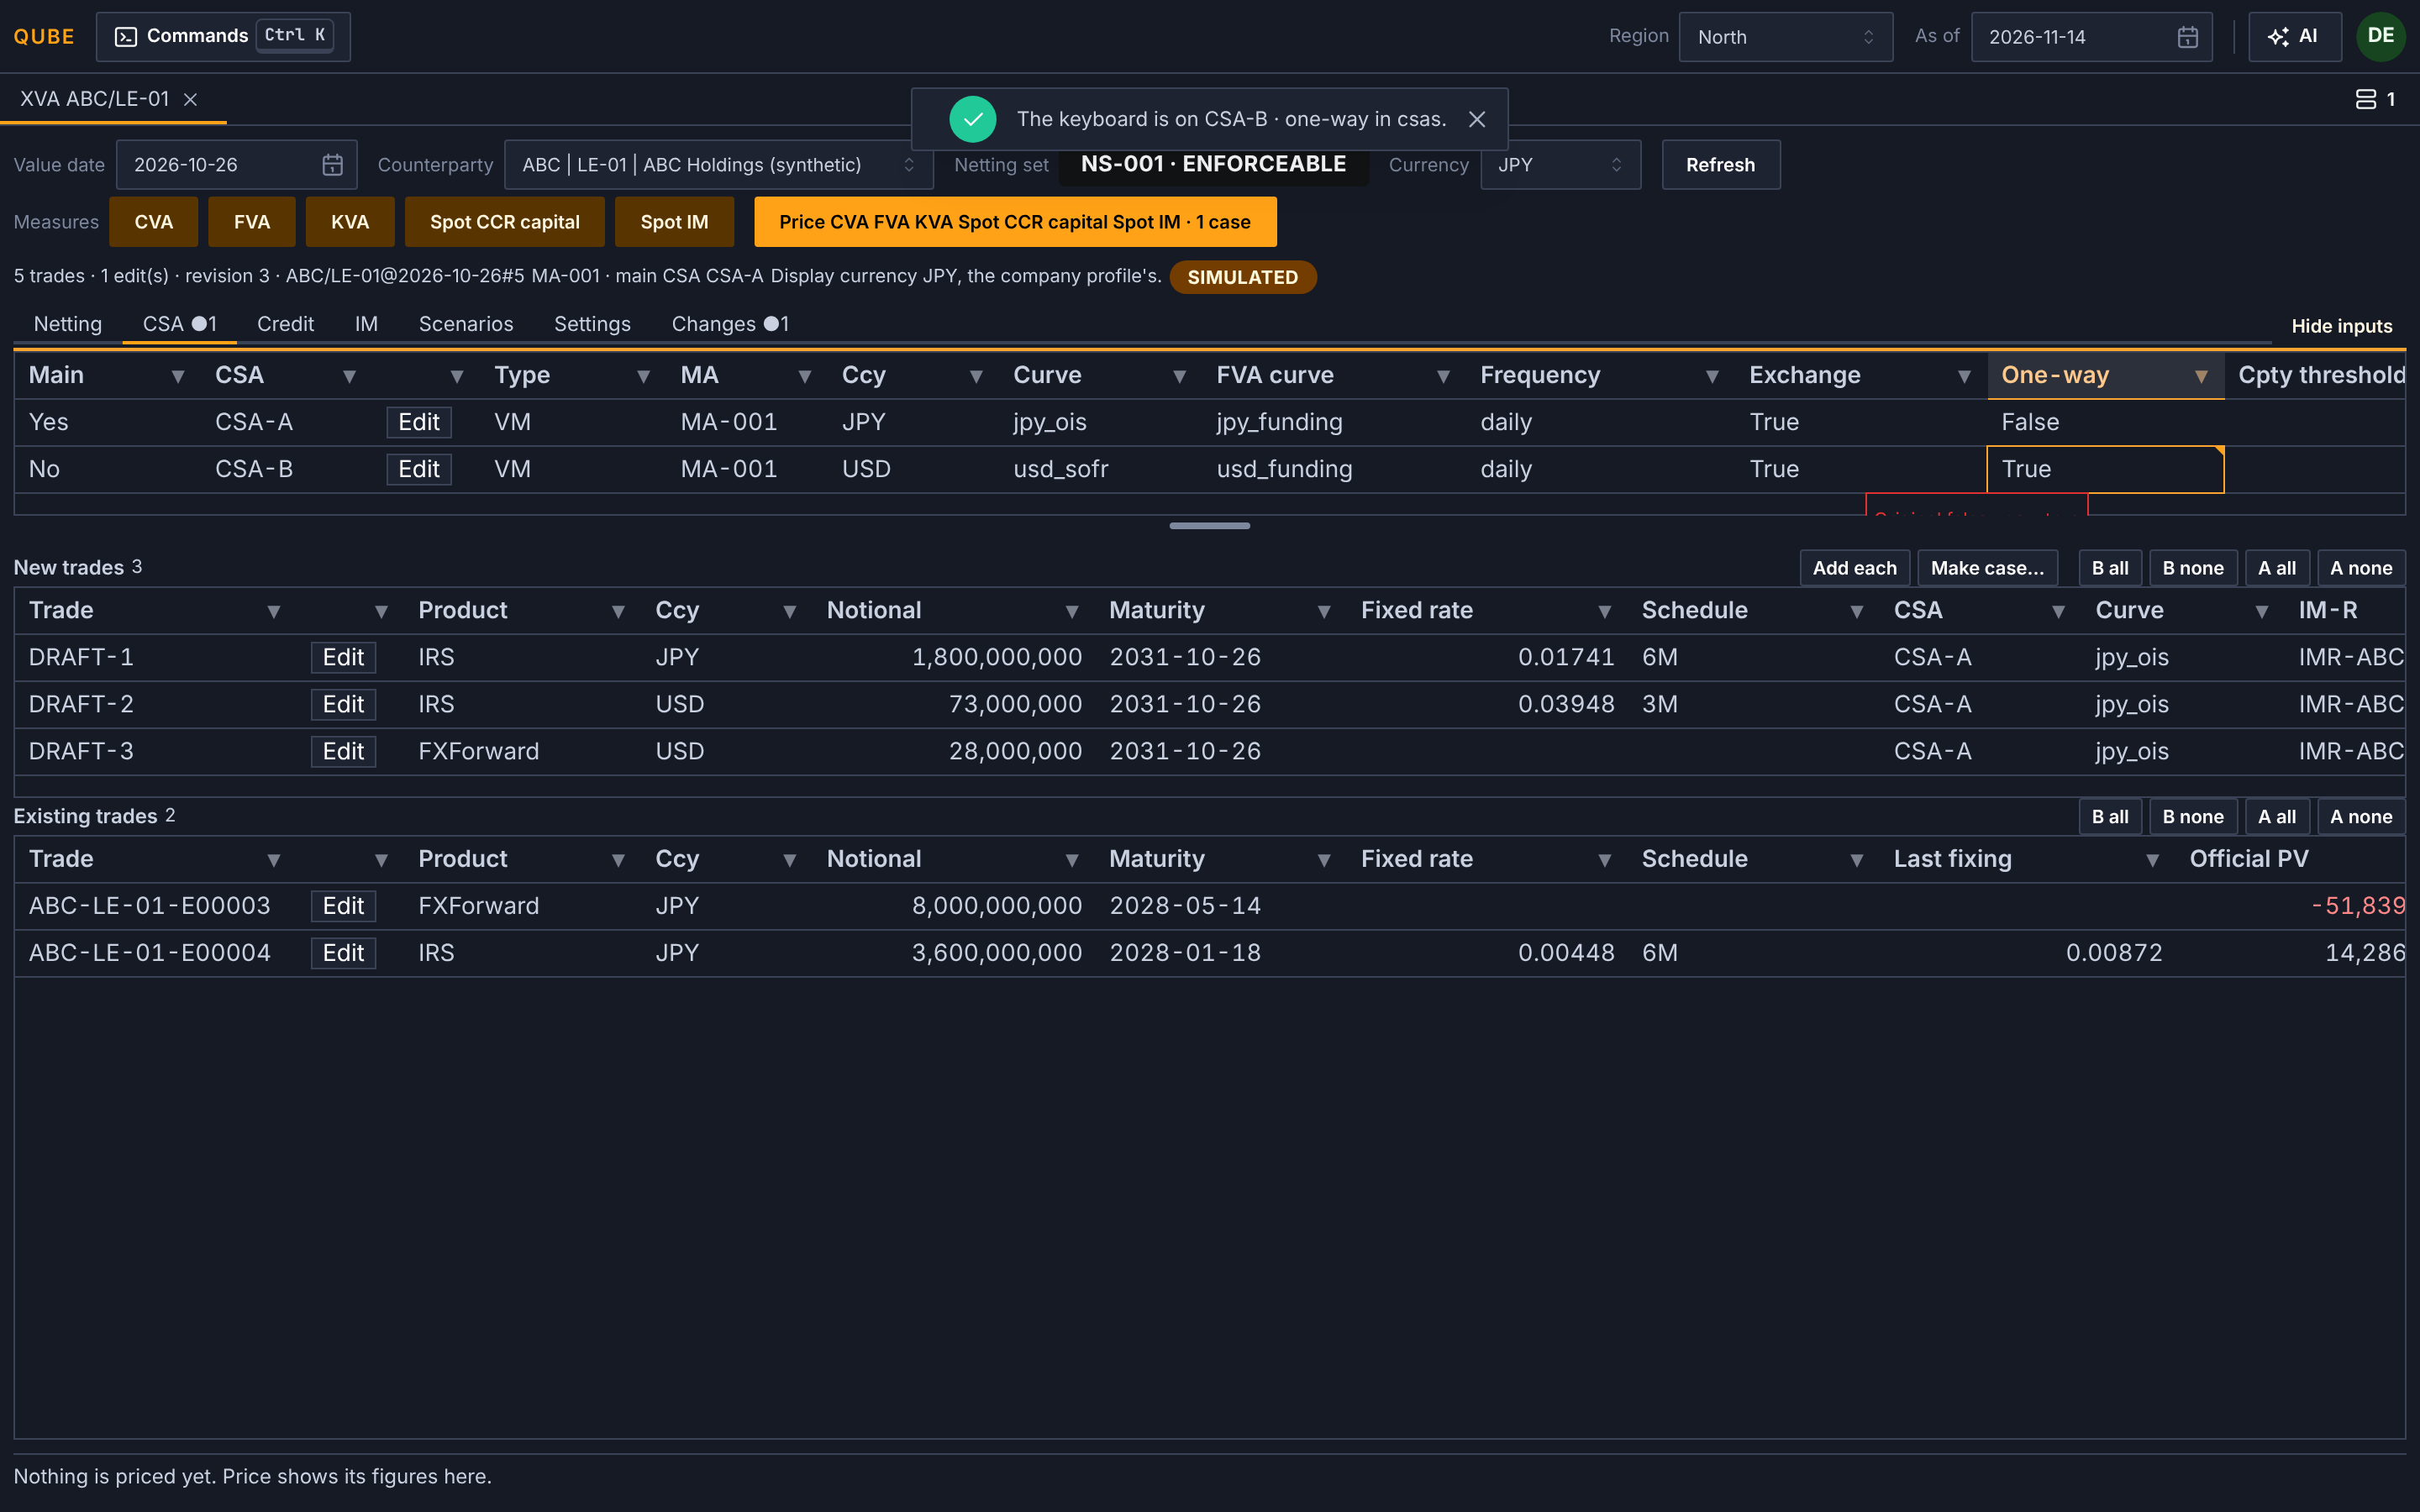 QUBE Commands Ctrl K Region North As of 2026-11-14 AI DE
XVA ABC/LE-01 1
The keyboard is on CSA-B · one-way in csas.
Value date 2026-10-26 Counterparty ABC | LE-01 | ABC Holdings (synthetic) Netting set NS-001 · ENFORCEABLE Currency JPY Refresh
Measures CVA FVA KVA Spot CCR capital Spot IM Price CVA FVA KVA Spot CCR capital Spot IM · 1 case
5 trades · 1 edit(s) · revision 3 · ABC/LE-01@2026-10-26#5 MA-001 · main CSA CSA-A Display currency JPY, the company profile's. SIMULATED
Netting CSA 1 Credit IM Scenarios Settings Changes 1 Hide inputs
Main CSA Type MA Ccy Curve FVA curve Frequency Exchange One-way Cpty threshold
Yes CSA-A Edit VM MA-001 JPY jpy_ois jpy_funding daily True False
No CSA-B Edit VM MA-001 USD usd_sofr usd_funding daily True True
New trades 3 Add each Make case... B all B none A all A none
Trade Product Ccy Notional Maturity Fixed rate Schedule CSA Curve IM-R
DRAFT-1 Edit IRS JPY 1,800,000,000 2031-10-26 0.01741 6M CSA-A jpy_ois IMR-ABC
DRAFT-2 Edit IRS USD 73,000,000 2031-10-26 0.03948 3M CSA-A jpy_ois IMR-ABC
DRAFT-3 Edit FXForward USD 28,000,000 2031-10-26 CSA-A jpy_ois IMR-ABC
Existing trades 2 B all B none A all A none
Trade Product Ccy Notional Maturity Fixed rate Schedule Last fixing Official PV
ABC-LE-01-E00003 Edit FXForward JPY 8,000,000,000 2028-05-14 -51,839
ABC-LE-01-E00004 Edit IRS JPY 3,600,000,000 2028-01-18 0.00448 6M 0.00872 14,286
Nothing is priced yet. Price shows its figures here.